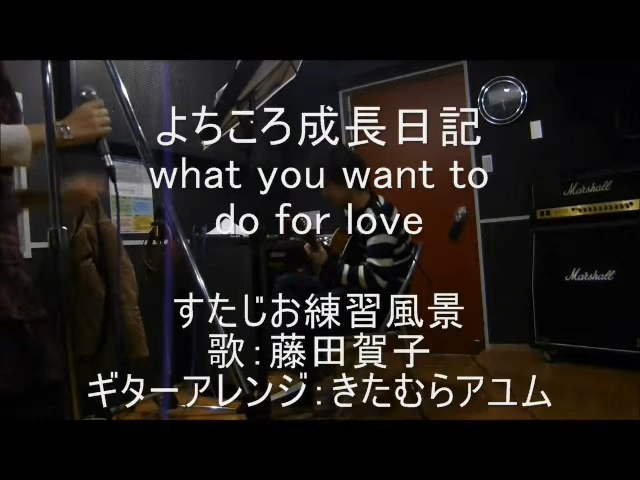 よちころ成長日記
what you want to
do for love
すたじお練習風景
歌：藤田賀子
ギターアレンジ：きたむらアユム
Marshall
Marshall